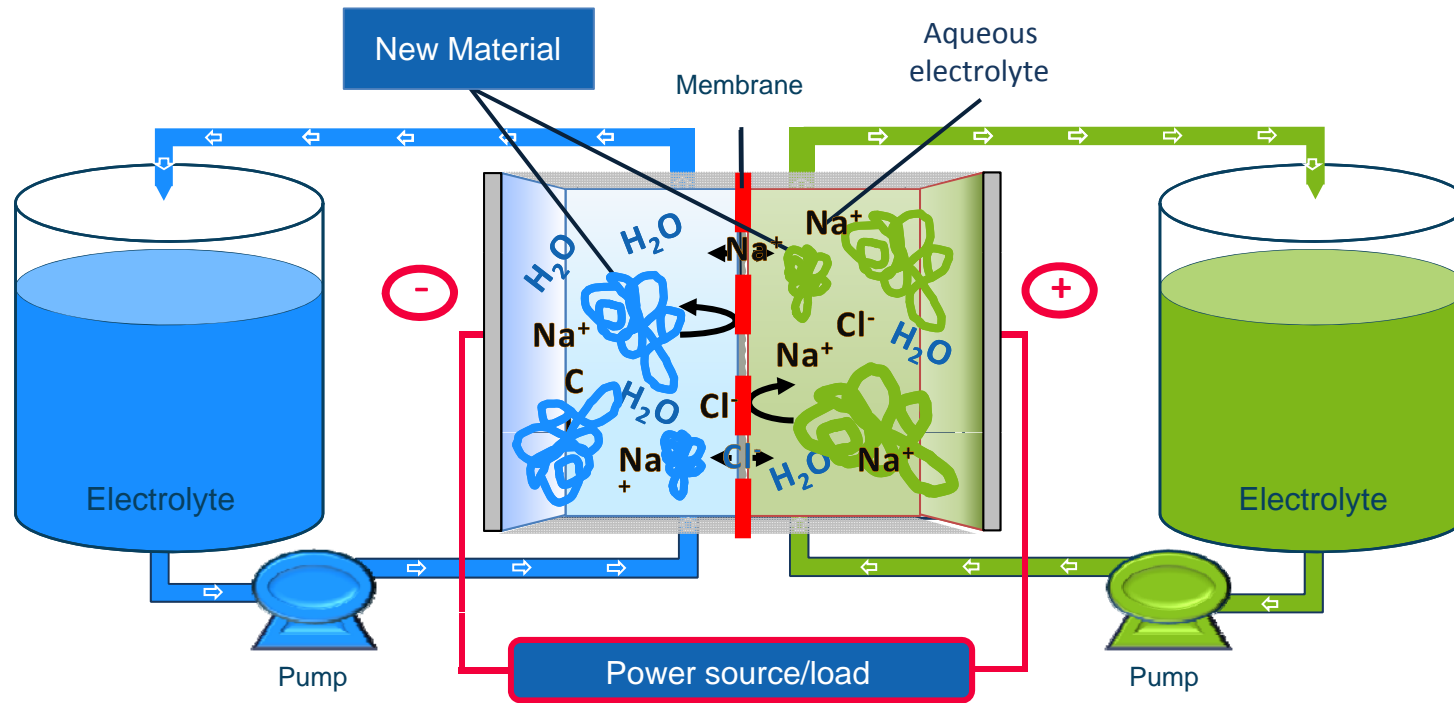 New Material
Aqueous
electrolyte
Membrane
Na⁺
H₂O
Na⁺
H₂O
-
+
Cl⁻
Na⁺
Na⁺
H₂O
C
H₂O
Cl⁻
Na
+
Cl⁻
H₂O
Na⁺
Electrolyte
Electrolyte
Pump
Power source/load
Pump